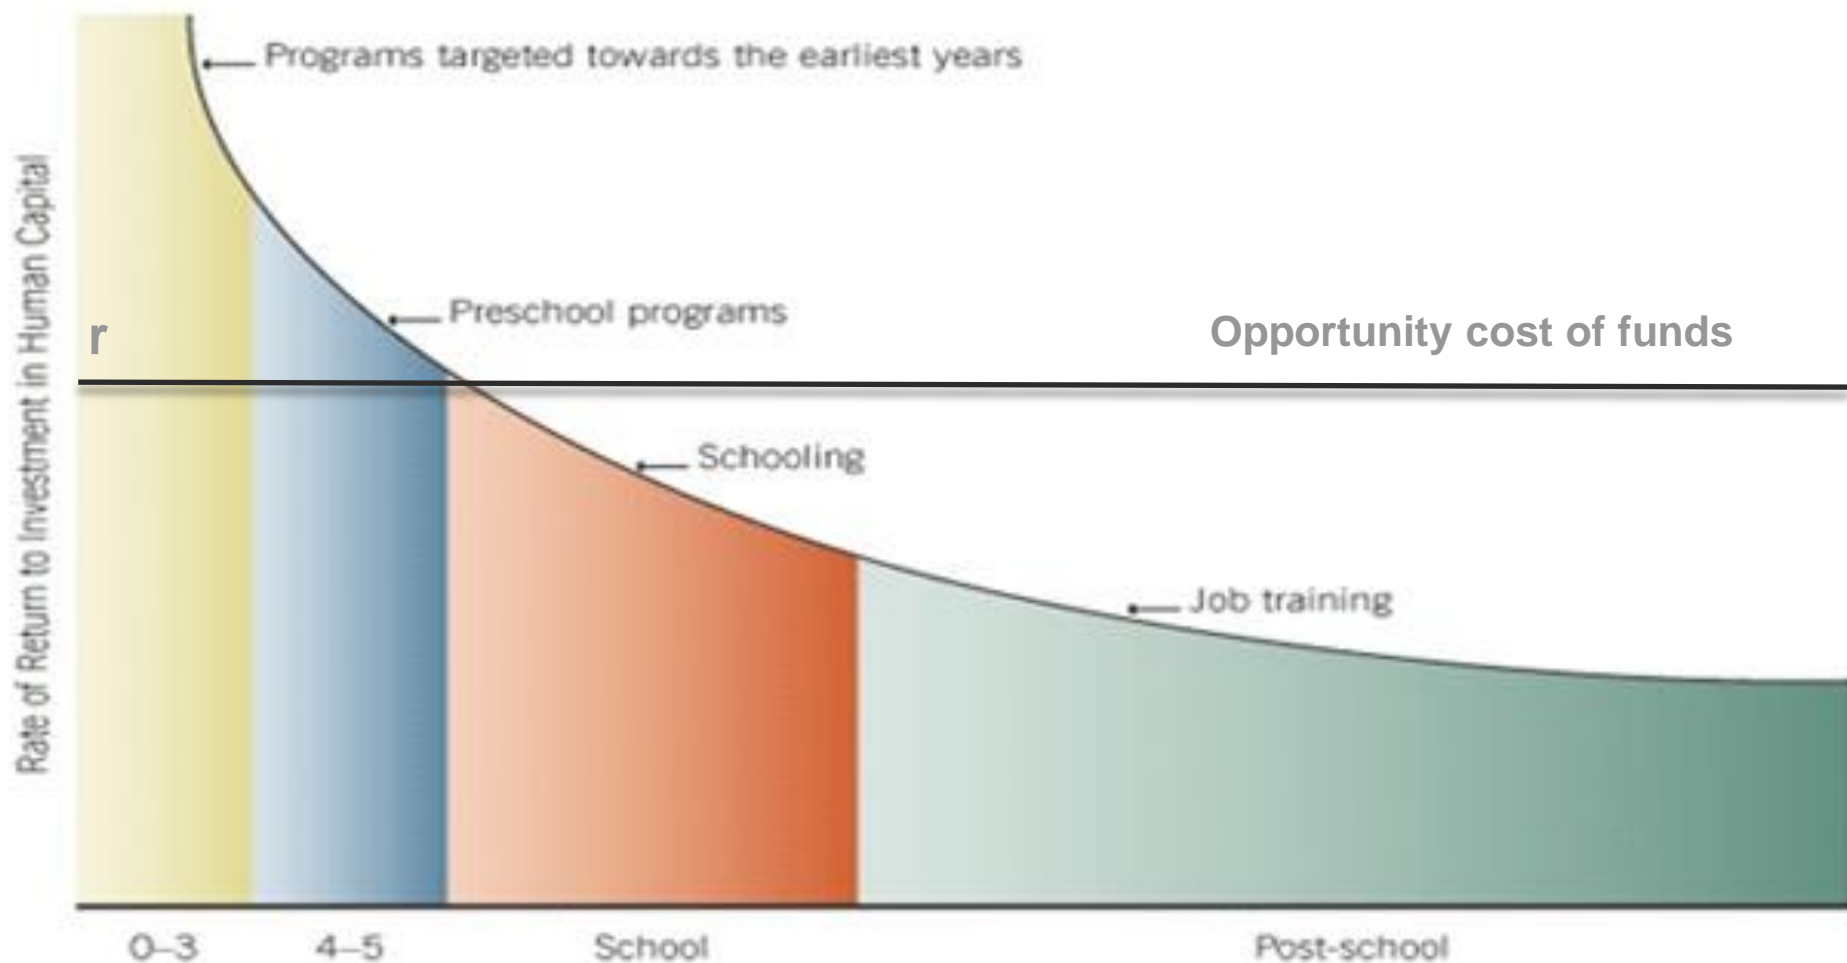 Programs targeted towards the earliest years
Rate of Return to Investment in Human Capital
Preschool programs
r
Opportunity cost of funds
Schooling
Job training
0–3
4–5
School
Post-school